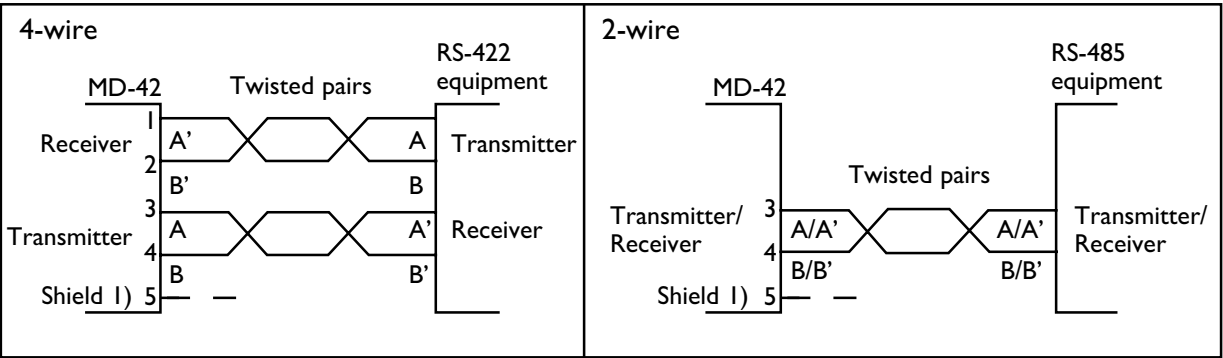 4-wire
RS-422
equipment
MD-42
Twisted pairs
1
Receiver
A’
A
Transmitter
2
B’
B
3
Transmitter
A
A’
Receiver
4
B
B’
Shield 1)
5
2-wire
RS-485
equipment
MD-42
Twisted pairs
Transmitter/
Receiver
3
A/A’
A/A’
Transmitter/
Receiver
4
B/B’
B/B’
Shield 1)
5